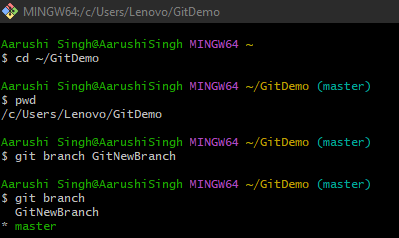 MINGW64:/c/Users/Lenovo/GitDemo
Aarushi Singh@AarushiSingh MINGW64 ~
$ cd ~/GitDemo
Aarushi Singh@AarushiSingh MINGW64 ~/GitDemo (master)
$ pwd
/c/Users/Lenovo/GitDemo
Aarushi Singh@AarushiSingh MINGW64 ~/GitDemo (master)
$ git branch GitNewBranch
Aarushi Singh@AarushiSingh MINGW64 ~/GitDemo (master)
$ git branch
  GitNewBranch
* master